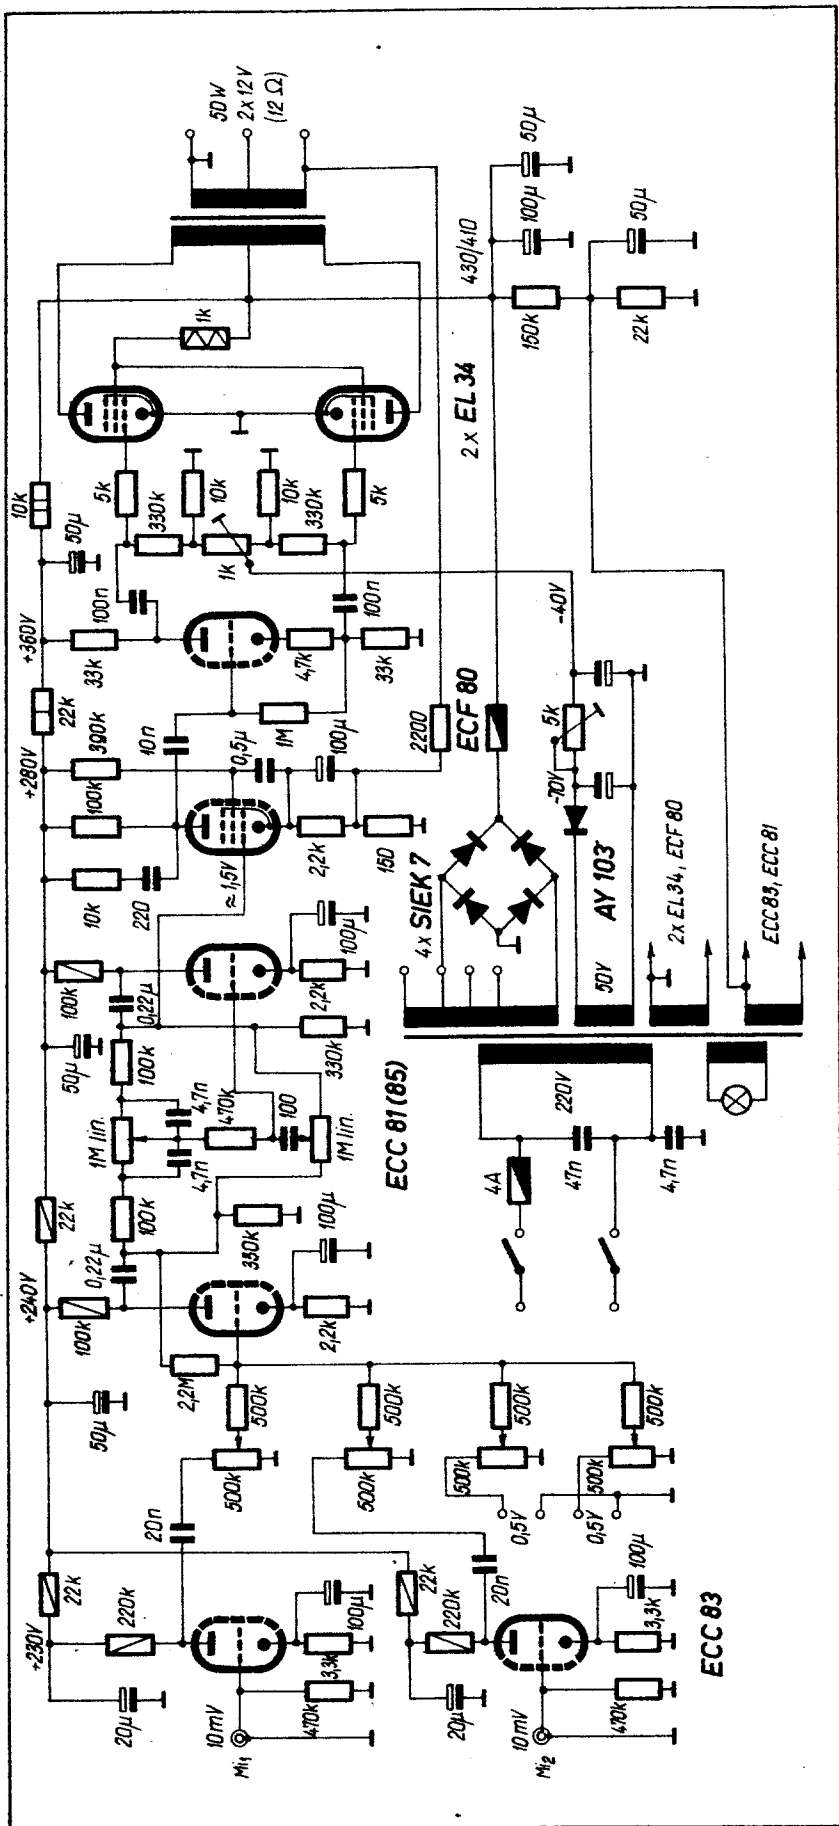 +230V
22k
+240V
22k
+280V
22k
+360V
10k
20µ
220k
20n
50µ
100k
0,22µ
100k
1M lin.
100k
50µ
0,22µ
100k
10k
220
100k
390k
10n
33k
100n
50µ
5k
330k
10k
1k
10k
330k
5k
1k
50W
2x12V
(12 Ω)
10mV
Mi1
470k
3,3k
100µ
500k
500k
2,2M
2,2k
100µ
330k
4,7n
4,7n
470k
100
1M lin.
330k
2,2k
100µ
≈1,5V
0,5µ
2,2k
100µ
150
1M
4,7k
33k
100n
2200
2x EL34
430/410
100µ
50µ
20µ
22k
220k
20n
500k
500k
500k
500k
500k
500k
0,5V
0,5V
10mV
Mi2
470k
3,3k
100µ
ECC 83
ECC 81 (85)
ECF 80
4x SIEK 7
AY 103
4A
47n
4,7n
220V
50V
-70V
5k
-40V
150k
22k
50µ
2x EL34, ECF 80
ECC 83, ECC 81